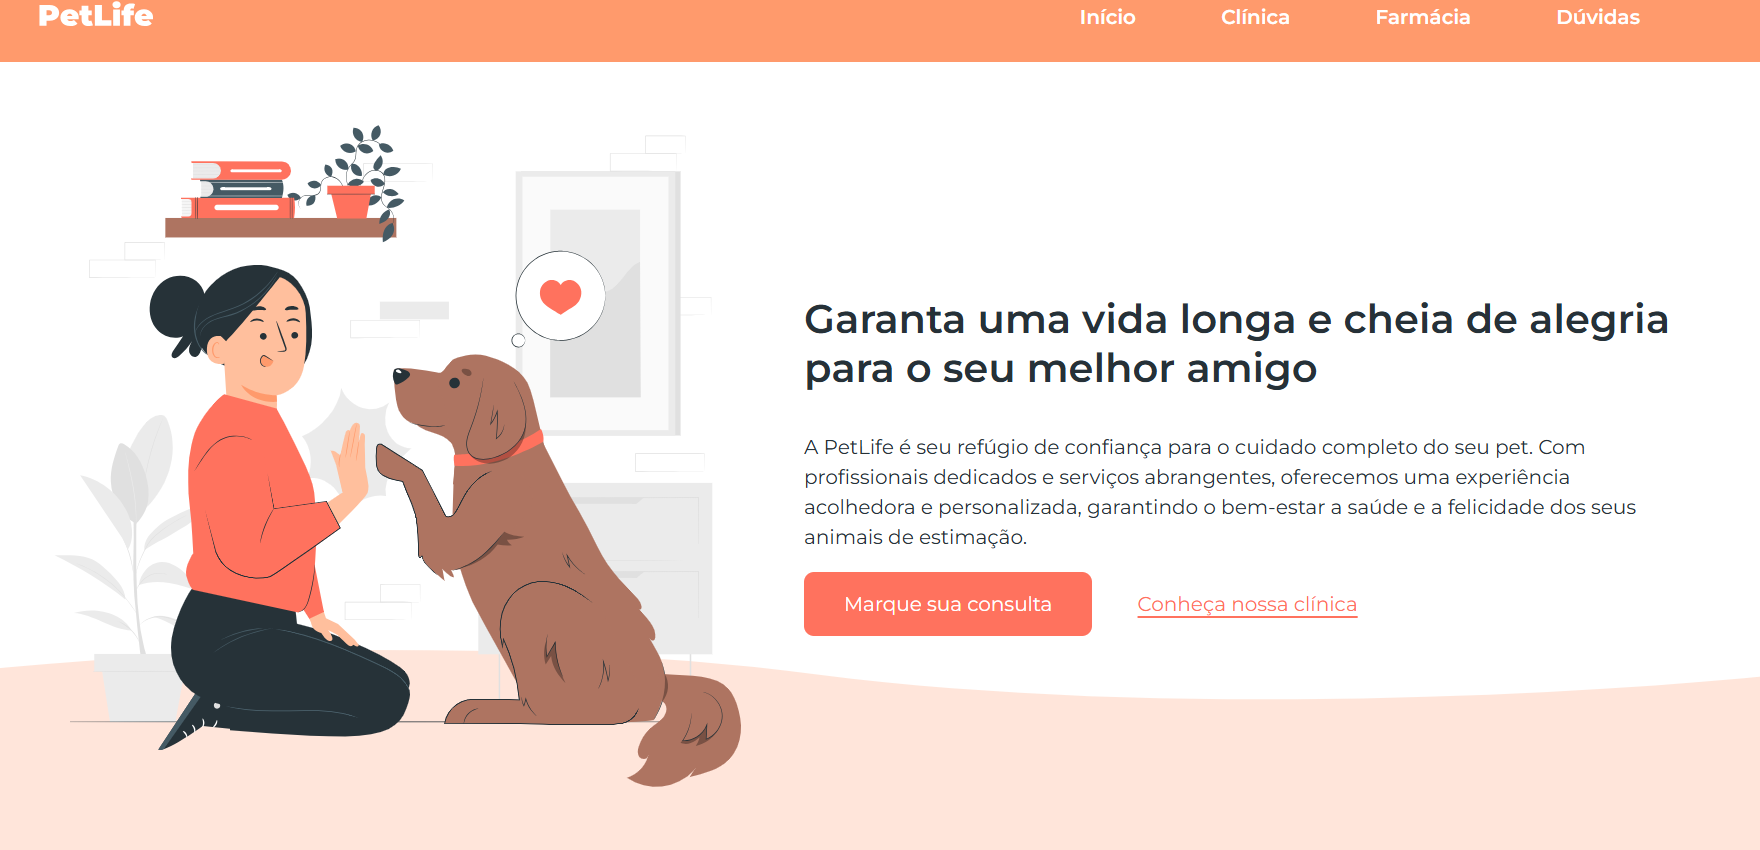 PetLife
Início
Clínica
Farmácia
Dúvidas
Garanta uma vida longa e cheia de alegria
para o seu melhor amigo
A PetLife é seu refúgio de confiança para o cuidado completo do seu pet. Com
profissionais dedicados e serviços abrangentes, oferecemos uma experiência
acolhedora e personalizada, garantindo o bem-estar a saúde e a felicidade dos seus
animais de estimação.
Marque sua consulta
Conheça nossa clínica